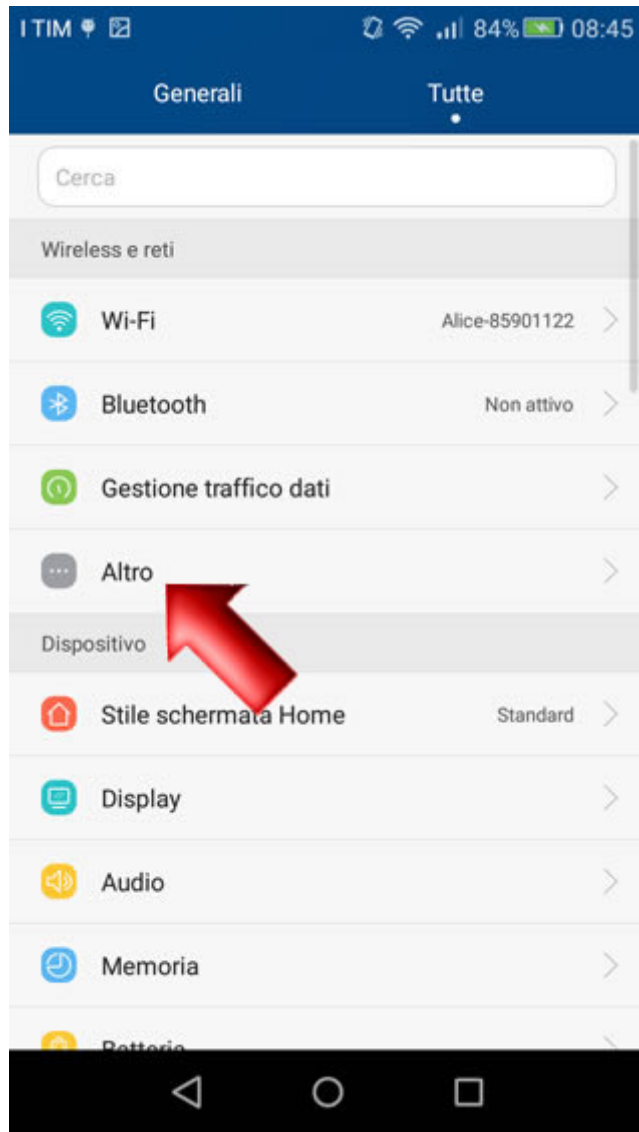 I TIM 84% 08:45
Generali Tutte
Cerca
Wireless e reti
Wi-Fi Alice-85901122
Bluetooth Non attivo
Gestione traffico dati
Altro
Dispositivo
Stile schermata Home Standard
Display
Audio
Memoria
Batteria